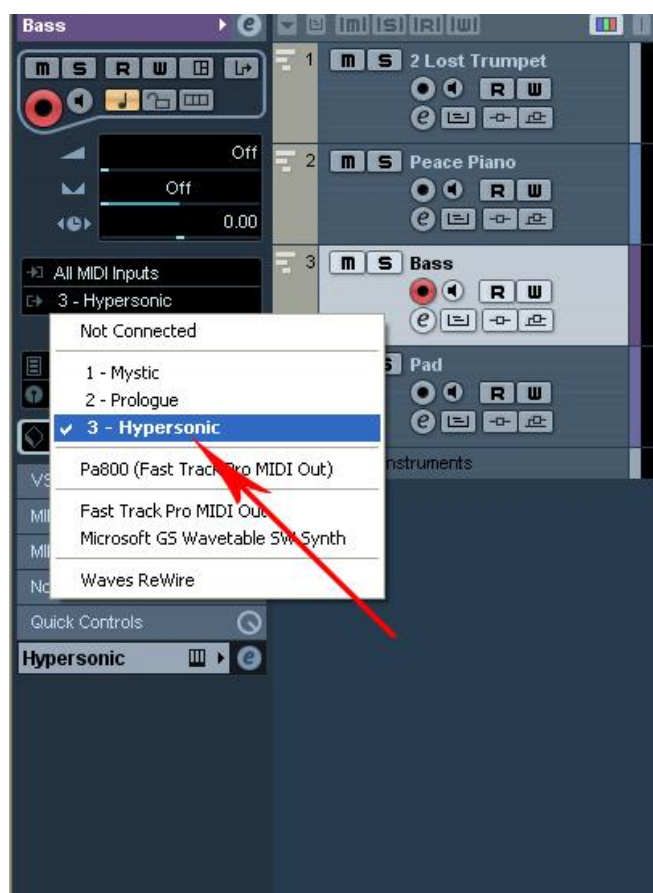 Bass
M S R W
Off
Off
0.00
All MIDI Inputs
3 - Hypersonic
Not Connected
1 - Mystic
2 - Prologue
3 - Hypersonic
Pa800 (Fast Track Pro MIDI Out)
Fast Track Pro MIDI Out
Microsoft GS Wavetable SW Synth
Waves ReWire
Quick Controls
Hypersonic
M S R W
1 M S 2 Lost Trumpet
R W
2 M S Peace Piano
R W
3 M S Bass
R W
S Pad
R W
nstruments